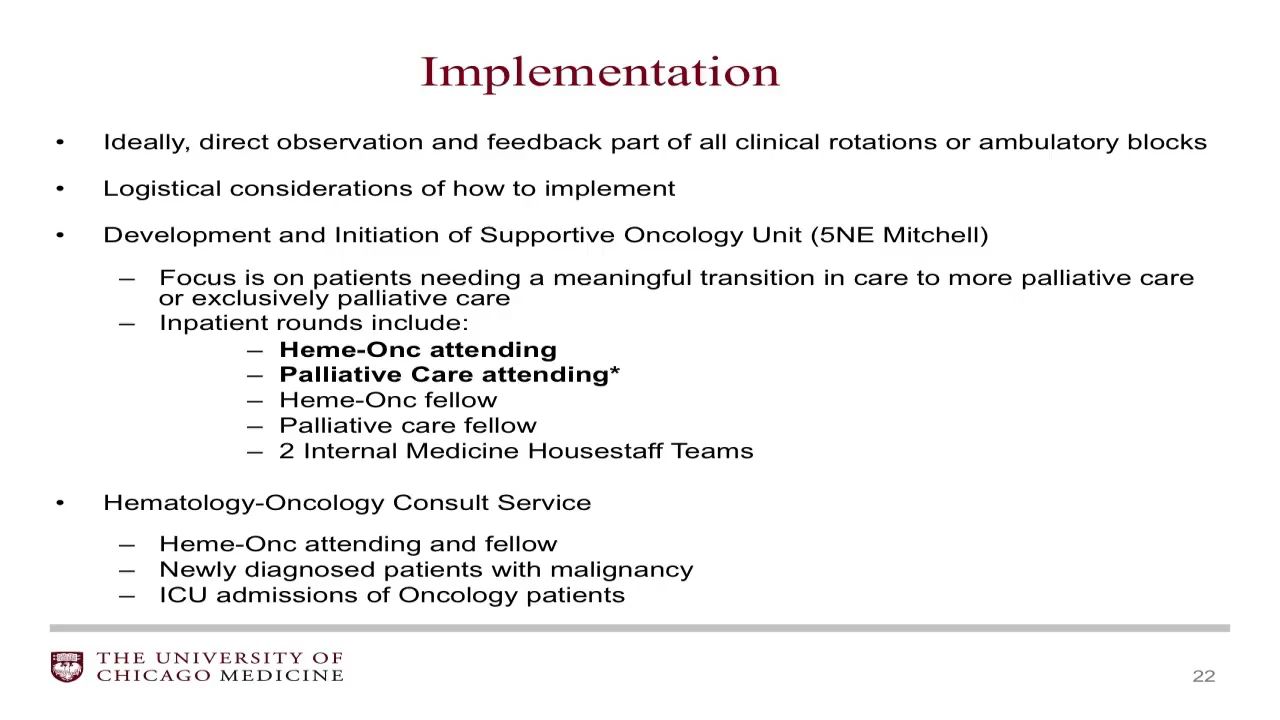 Implementation
• Ideally, direct observation and feedback part of all clinical rotations or ambulatory blocks
• Logistical considerations of how to implement
• Development and Initiation of Supportive Oncology Unit (5NE Mitchell)
– Focus is on patients needing a meaningful transition in care to more palliative care
or exclusively palliative care
– Inpatient rounds include:
– Heme-Onc attending
– Palliative Care attending*
– Heme-Onc fellow
– Palliative care fellow
– 2 Internal Medicine Housestaff Teams
• Hematology-Oncology Consult Service
– Heme-Onc attending and fellow
– Newly diagnosed patients with malignancy
– ICU admissions of Oncology patients
THE UNIVERSITY OF
CHICAGO MEDICINE
22